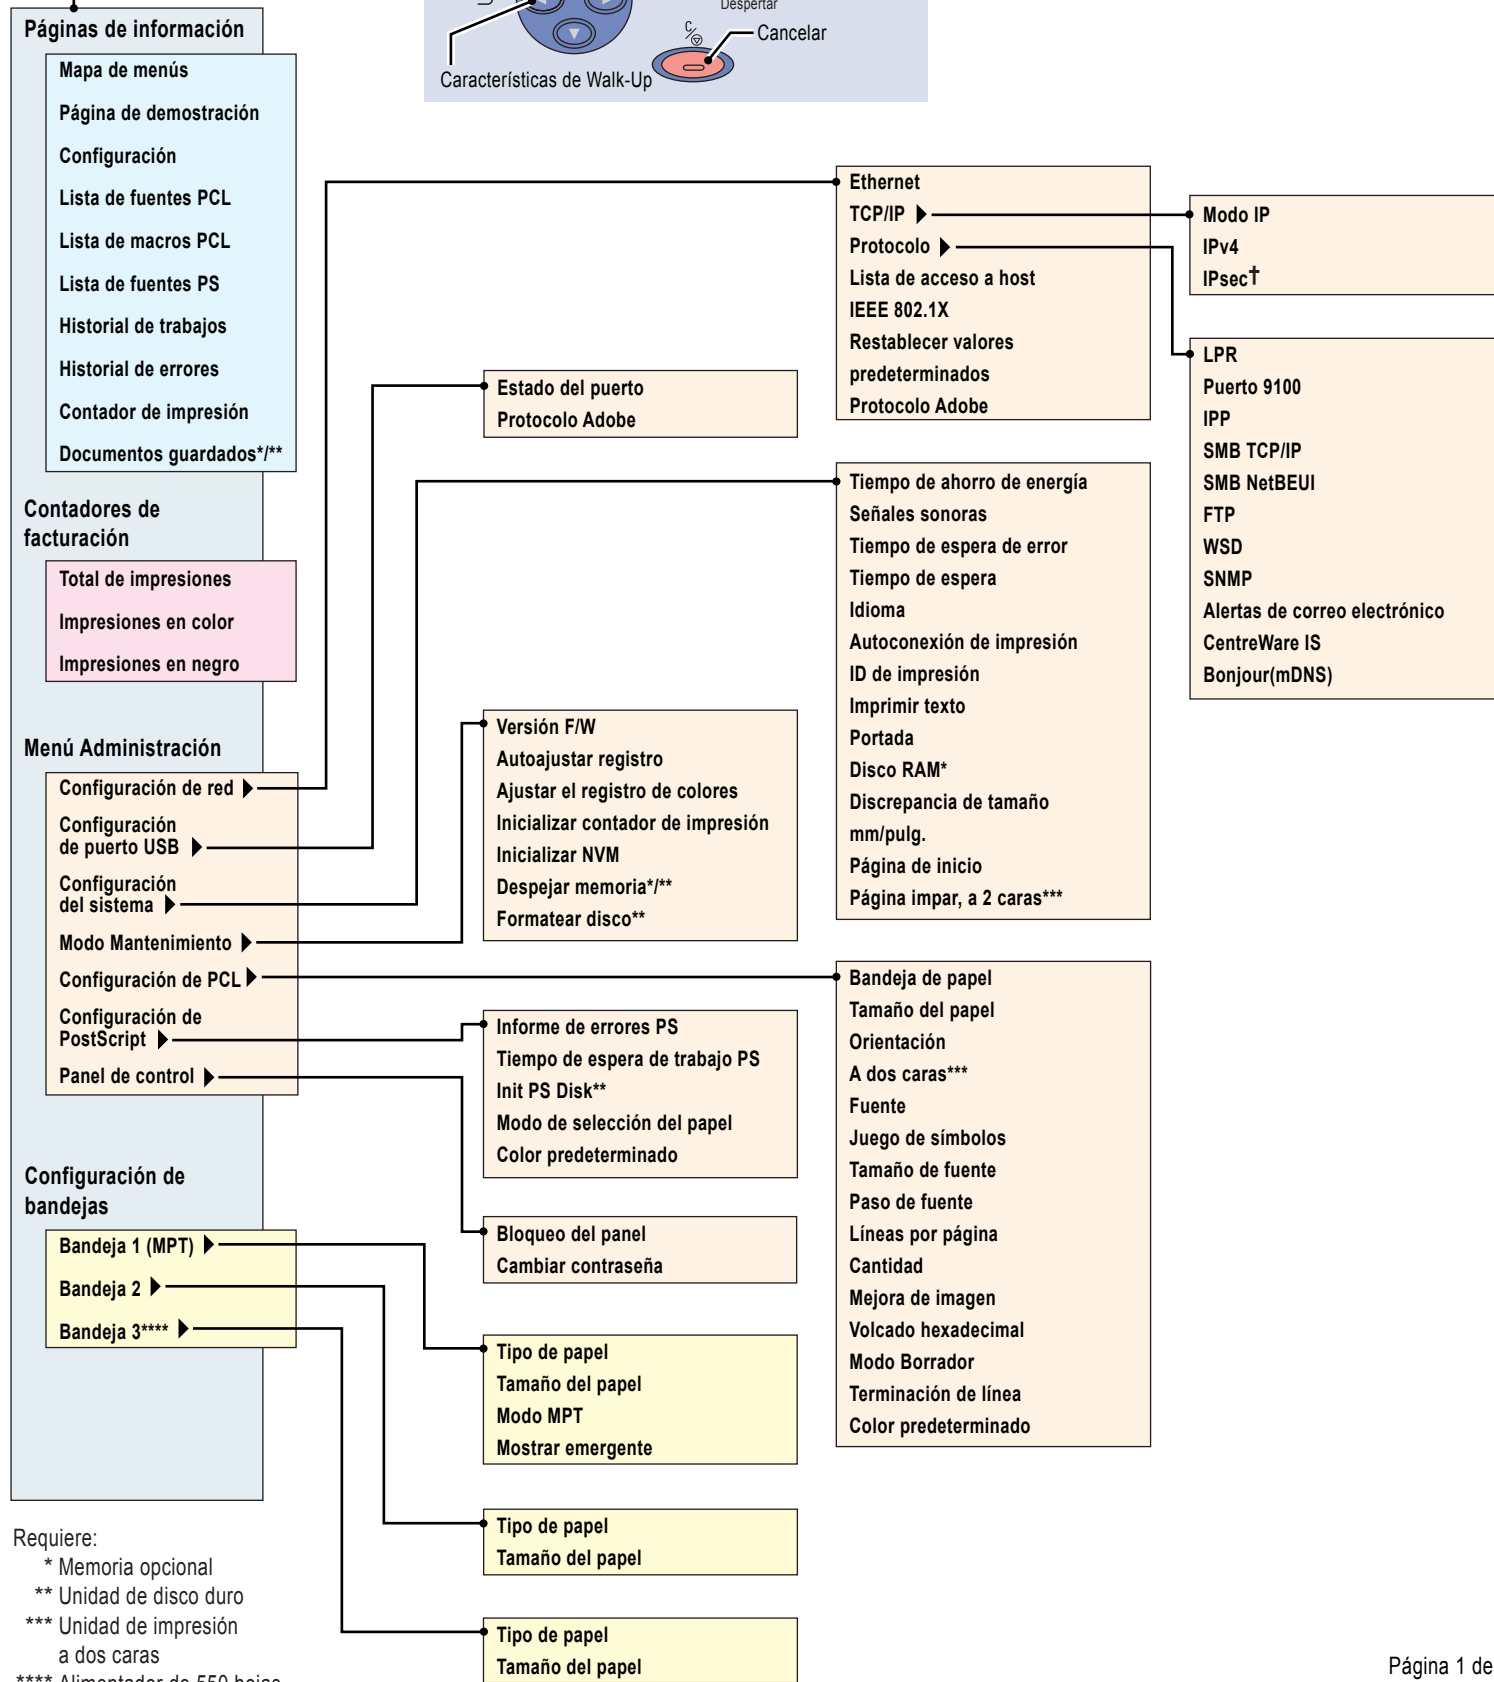 Despertar
C/
Cancelar
Características de Walk-Up
Páginas de información
Mapa de menús
Página de demostración
Configuración
Lista de fuentes PCL
Lista de macros PCL
Lista de fuentes PS
Historial de trabajos
Historial de errores
Contador de impresión
Documentos guardados*/**
Contadores de
facturación
Total de impresiones
Impresiones en color
Impresiones en negro
Menú Administración
Configuración de red
Configuración
de puerto USB
Configuración
del sistema
Modo Mantenimiento
Configuración de PCL
Configuración de
PostScript
Panel de control
Configuración de
bandejas
Bandeja 1 (MPT)
Bandeja 2
Bandeja 3****
Estado del puerto
Protocolo Adobe
Versión F/W
Autoajustar registro
Ajustar el registro de colores
Inicializar contador de impresión
Inicializar NVM
Despejar memoria*/**
Formatear disco**
Informe de errores PS
Tiempo de espera de trabajo PS
Init PS Disk**
Modo de selección del papel
Color predeterminado
Bloqueo del panel
Cambiar contraseña
Tipo de papel
Tamaño del papel
Modo MPT
Mostrar emergente
Tipo de papel
Tamaño del papel
Tipo de papel
Tamaño del papel
Ethernet
TCP/IP
Protocolo
Lista de acceso a host
IEEE 802.1X
Restablecer valores
predeterminados
Protocolo Adobe
Tiempo de ahorro de energía
Señales sonoras
Tiempo de espera de error
Tiempo de espera
Idioma
Autoconexión de impresión
ID de impresión
Imprimir texto
Portada
Disco RAM*
Discrepancia de tamaño
mm/pulg.
Página de inicio
Página impar, a 2 caras***
Bandeja de papel
Tamaño del papel
Orientación
A dos caras***
Fuente
Juego de símbolos
Tamaño de fuente
Paso de fuente
Líneas por página
Cantidad
Mejora de imagen
Volcado hexadecimal
Modo Borrador
Terminación de línea
Color predeterminado
Modo IP
IPv4
IPsec†
LPR
Puerto 9100
IPP
SMB TCP/IP
SMB NetBEUI
FTP
WSD
SNMP
Alertas de correo electrónico
CentreWare IS
Bonjour(mDNS)
Requiere:
* Memoria opcional
** Unidad de disco duro
*** Unidad de impresión
a dos caras
**** Alimentador de 550 hojas
Página 1 de